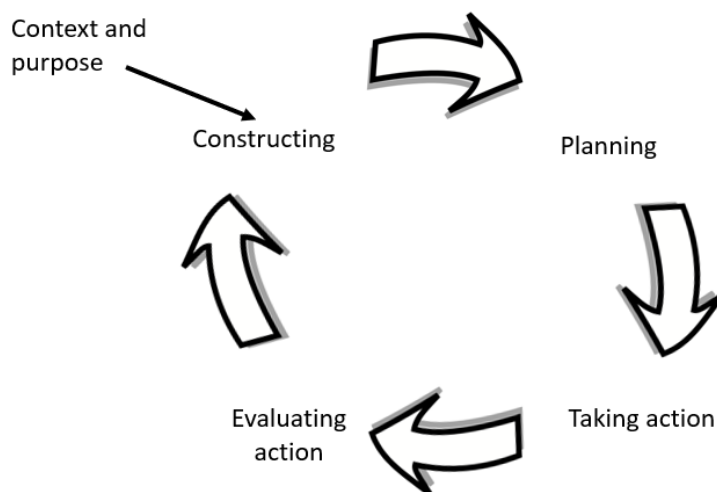 Context and
purpose
Constructing
Planning
Taking action
Evaluating
action